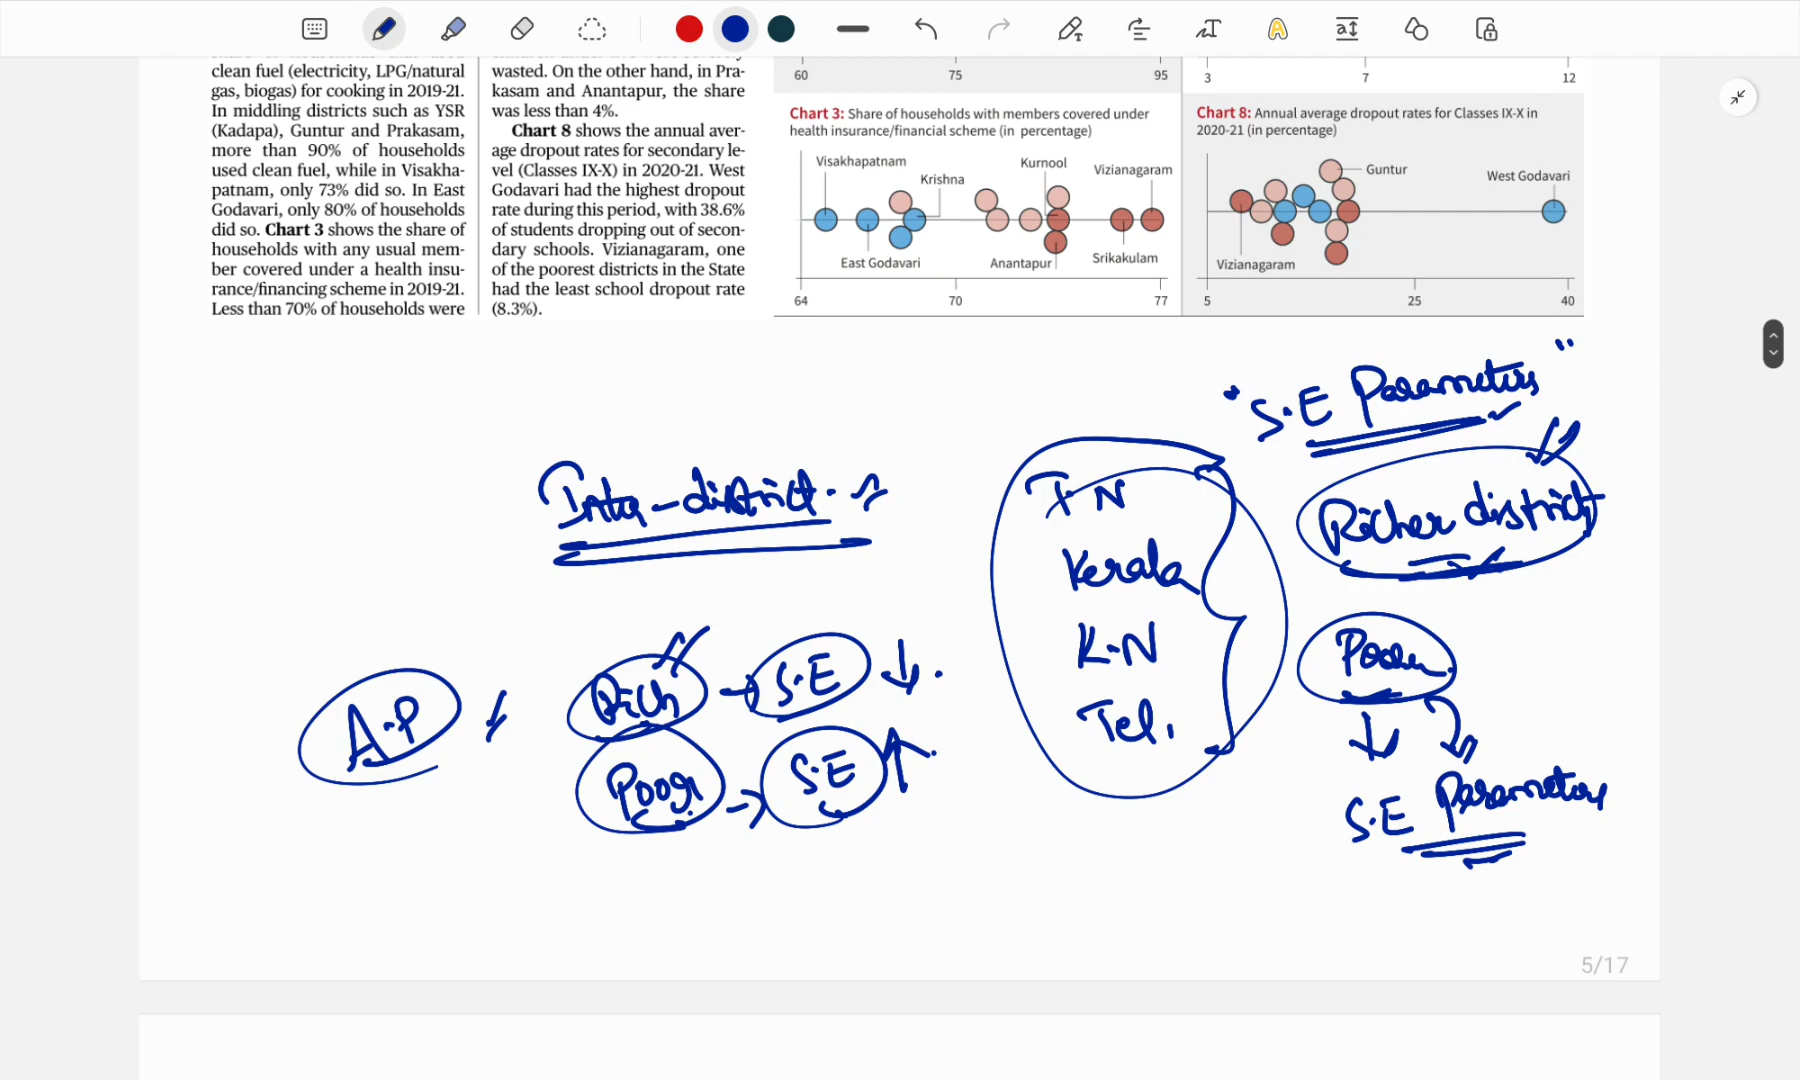 clean fuel (electricity, LPG/natural
gas, biogas) for cooking in 2019-21.
In middling districts such as YSR
(Kadapa), Guntur and Prakasam,
more than 90% of households
used clean fuel, while in Visakha-
patnam, only 73% did so. In East
Godavari, only 80% of households
did so. Chart 3 shows the share of
households with any usual mem-
ber covered under a health insu-
rance/financing scheme in 2019-21.
Less than 70% of households were
wasted. On the other hand, in Pra-
kasam and Anantapur, the share
was less than 4%.
Chart 8 shows the annual aver-
age dropout rates for secondary le-
vel (Classes IX-X) in 2020-21. West
Godavari had the highest dropout
rate during this period, with 38.6%
of students dropping out of secon-
dary schools. Vizianagaram, one
of the poorest districts in the State
had the least school dropout rate
(8.3%).
60 75 95
Chart 3: Share of households with members covered under
health insurance/financial scheme (in percentage)
Visakhapatnam
Krishna
Kurnool
Vizianagaram
East Godavari
Anantapur
Srikakulam
64 70 77
3 7 12
Chart 8: Annual average dropout rates for Classes IX-X in
2020-21 (in percentage)
Guntur
West Godavari
Vizianagaram
5 25 40
"S.E Parameters"
Richer district
Poorer
S.E Parameters
T.N
Kerala
K.N
Tel.
Inter-district.
A.P
Rich → S.E ↓
Poor → S.E ↑
5/17